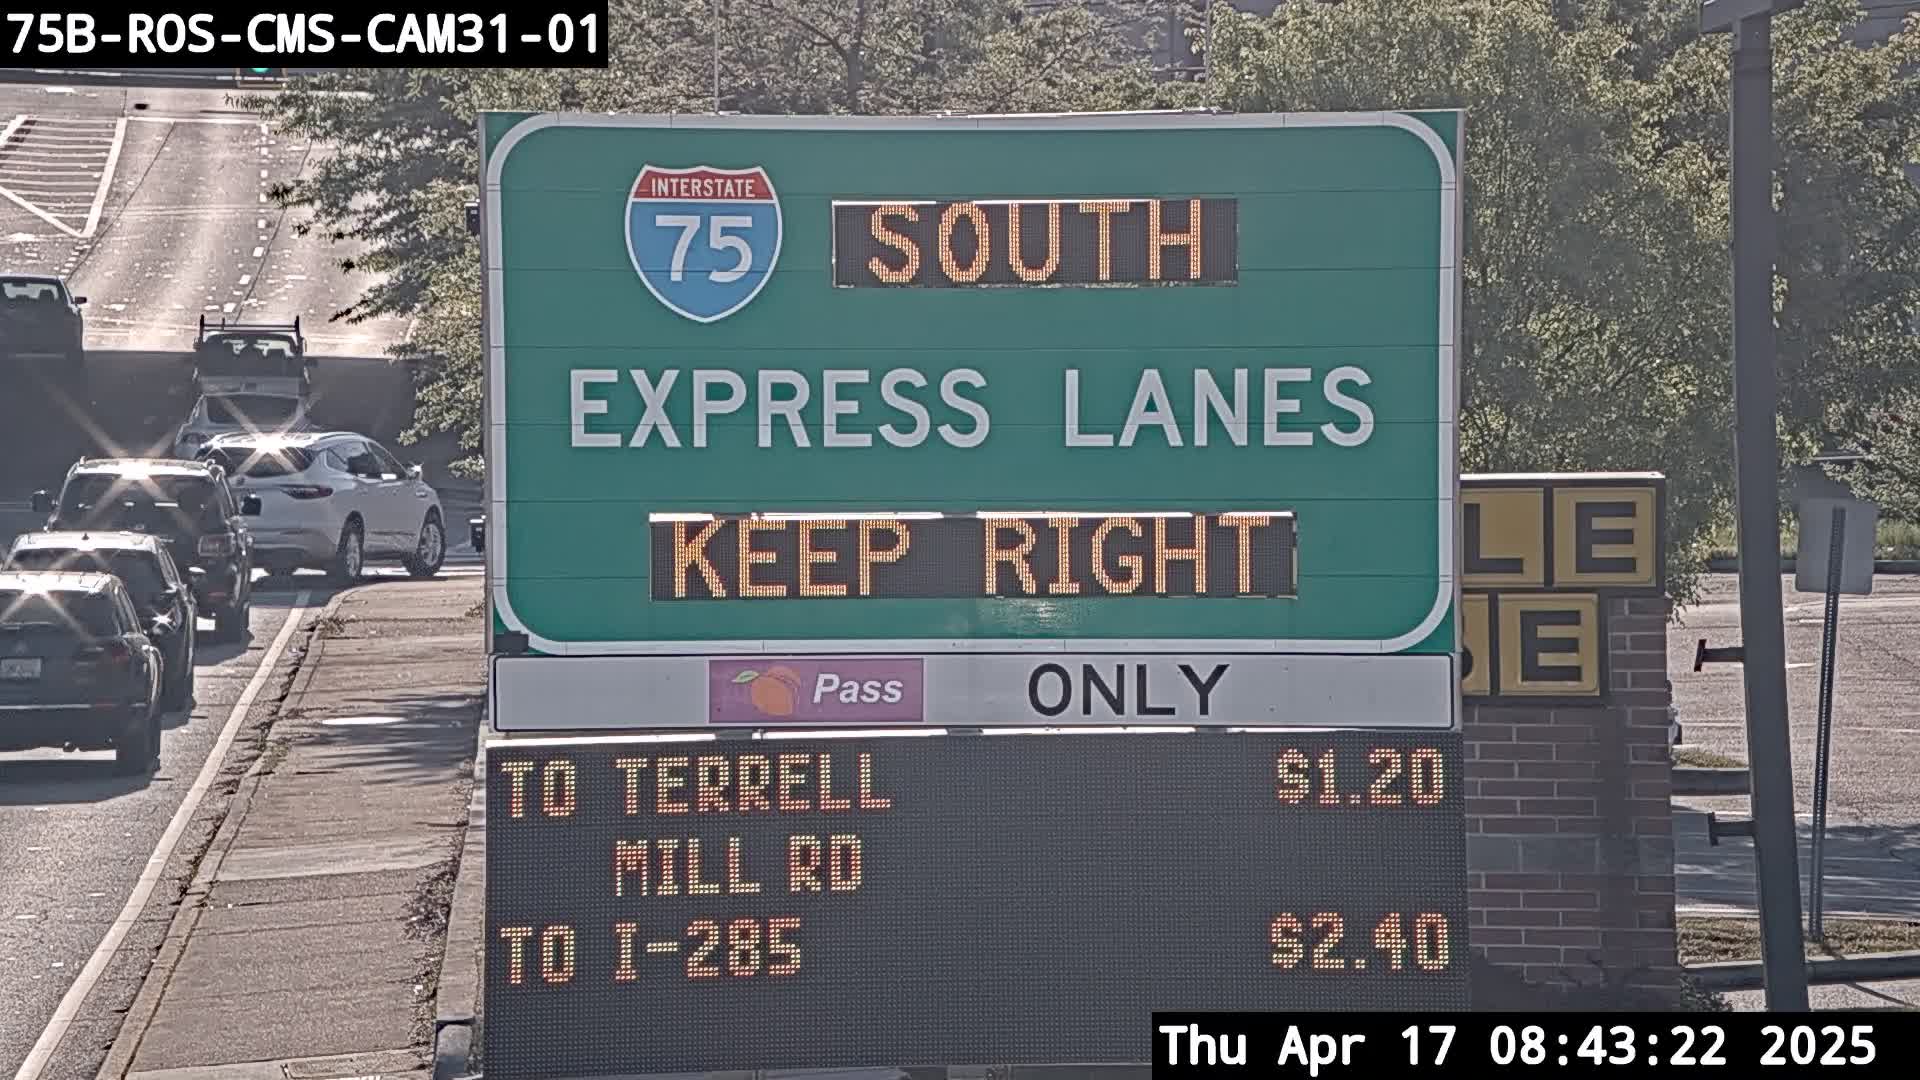 75B-ROS-CMS-CAM31-01
INTERSTATE
75
SOUTH
EXPRESS LANES
KEEP RIGHT
Pass ONLY
TO TERRELL $1.20
MILL RD
TO I-285 $2.40
LE
E
Thu Apr 17 08:43:22 2025